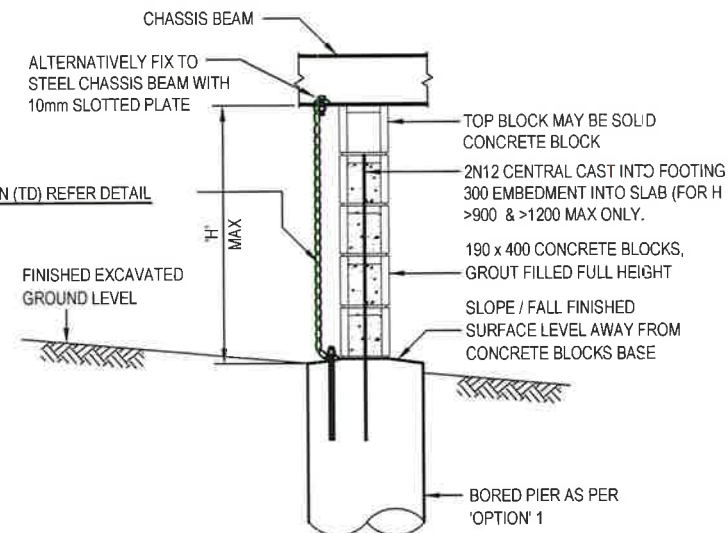 CHASSIS BEAM
ALTERNATIVELY FIX TO
STEEL CHASSIS BEAM WITH
10mm SLOTTED PLATE
TOP BLOCK MAY BE SOLID
CONCRETE BLOCK
2N12 CENTRAL CAST INTO FOOTING
300 EMBEDMENT INTO SLAB (FOR H
>900 & >1200 MAX ONLY.
N (TD) REFER DETAIL
'H'
MAX
190 x 400 CONCRETE BLOCKS,
GROUT FILLED FULL HEIGHT
FINISHED EXCAVATED
GROUND LEVEL
SLOPE / FALL FINISHED
SURFACE LEVEL AWAY FROM
CONCRETE BLOCKS BASE
BORED PIER AS PER
'OPTION' 1